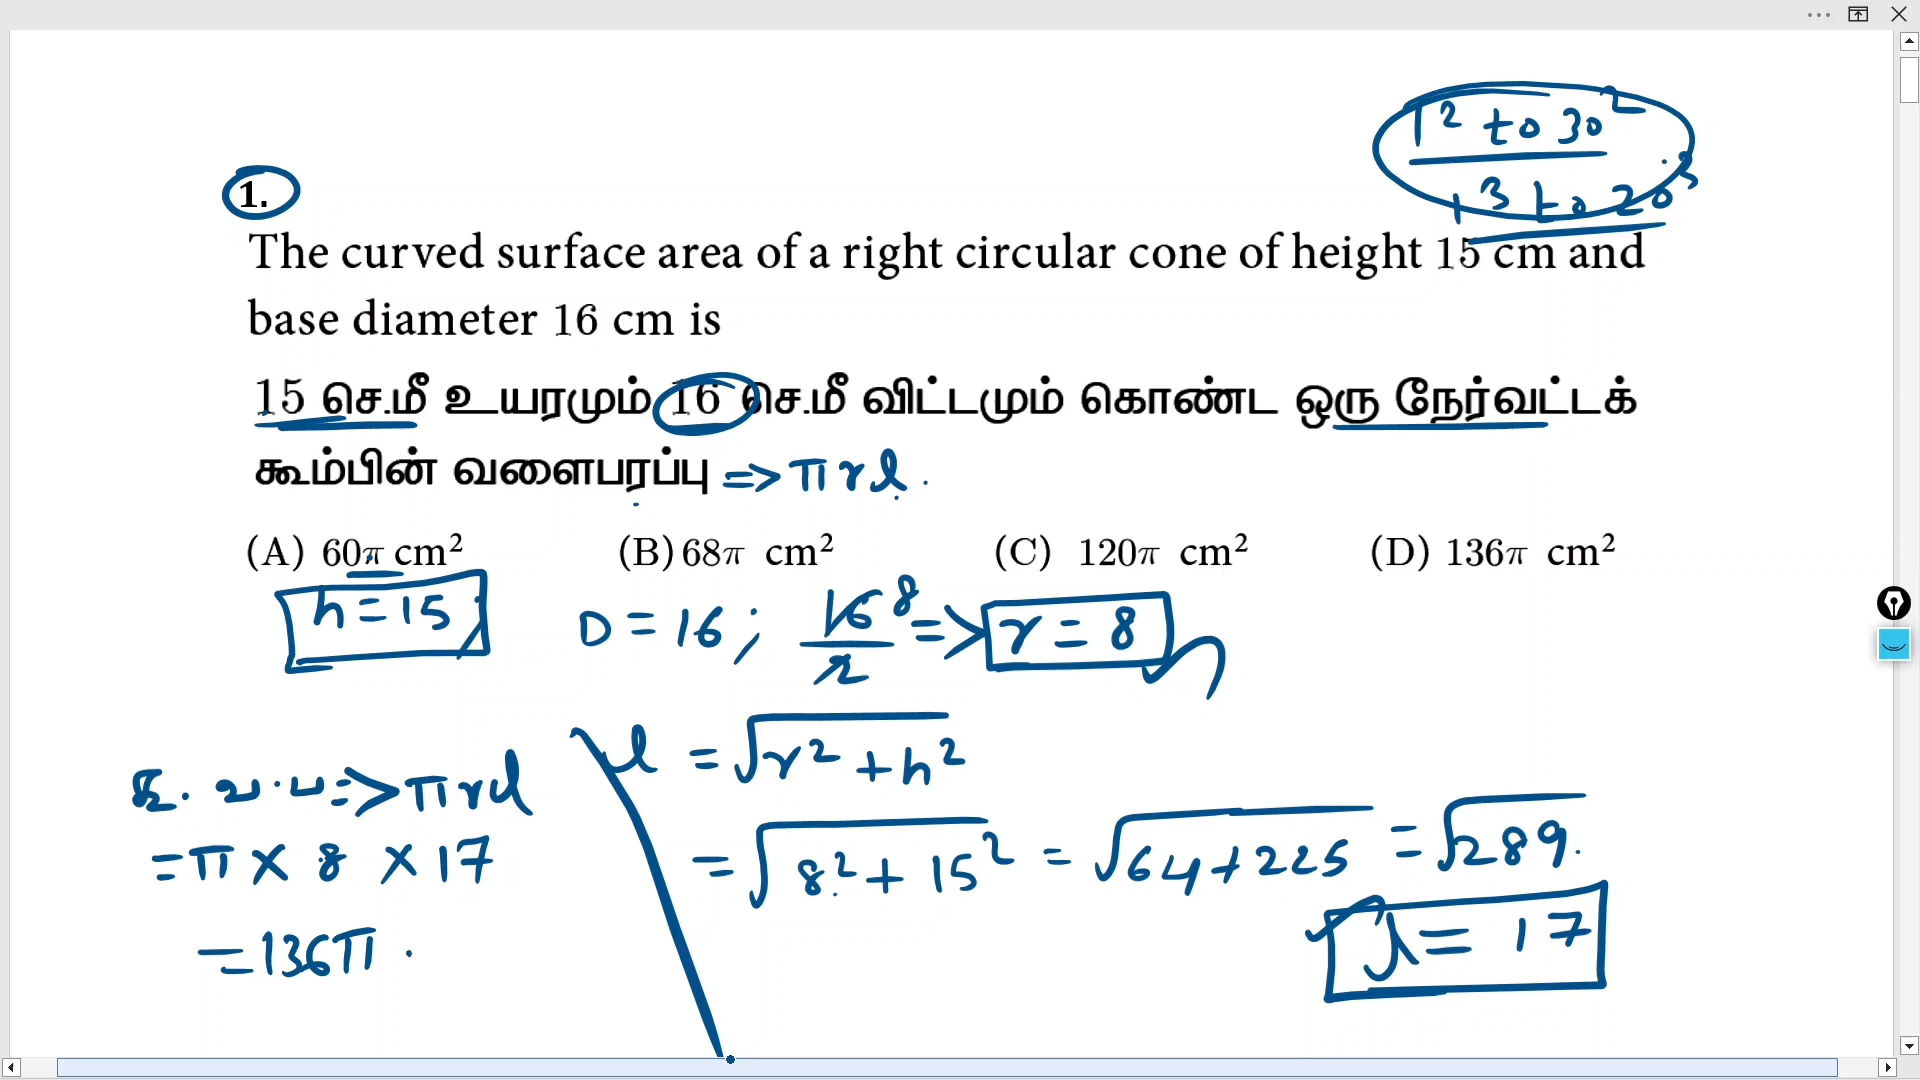 1² to 30²
1³ to 20³
1.
The curved surface area of a right circular cone of height 15 cm and
base diameter 16 cm is
15 செ.மீ உயரமும் 16 செ.மீ விட்டமும் கொண்ட ஒரு நேர்வட்டக்
கூம்பின் வளைபரப்பு => πrl.
(A) 60π cm² (B) 68π cm² (C) 120π cm² (D) 136π cm²
h = 15 D = 16 ; 16/2 8 => r = 8
l = √r² + h²
கூ. வ. ப => πrl
= √8² + 15² = √64 + 225 = √289.
= π × 8 × 17
l = 17
= 136π.